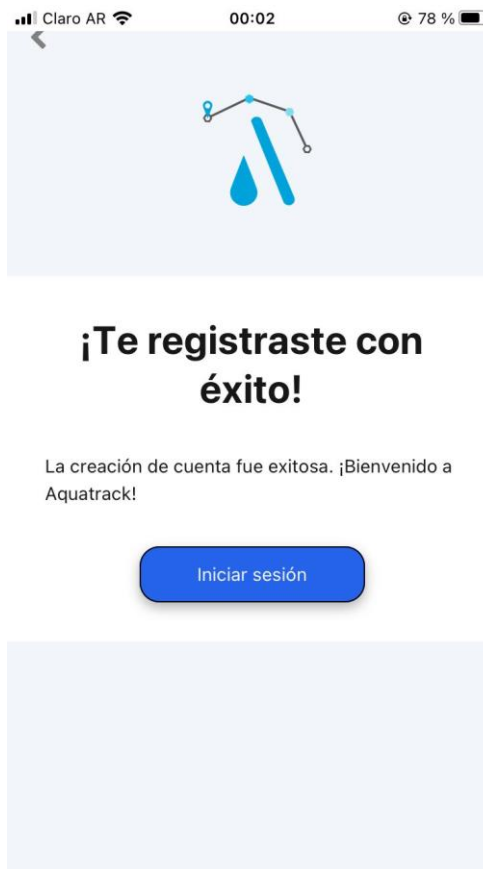 Claro AR 00:02 78 %
¡Te registraste con
éxito!
La creación de cuenta fue exitosa. ¡Bienvenido a
Aquatrack!
Iniciar sesión